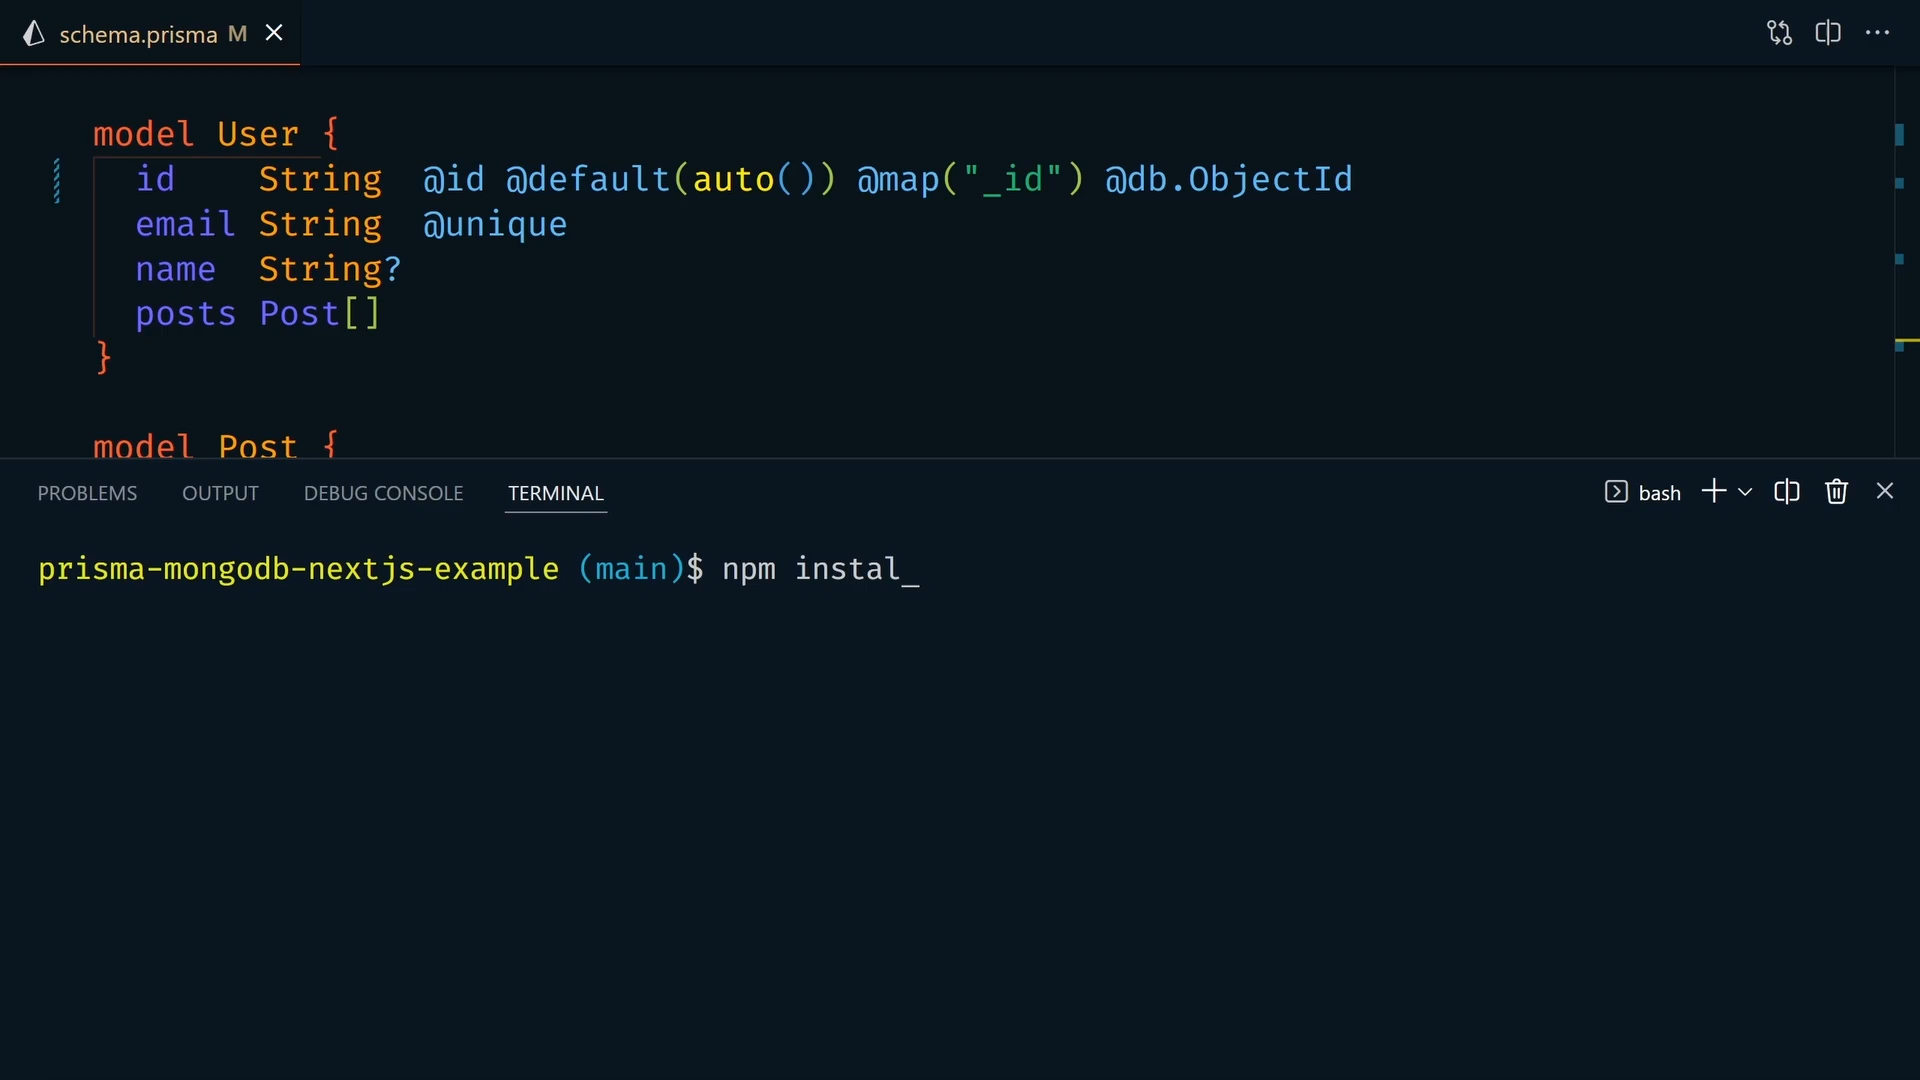 schema.prisma M
model User {
id String @id @default(auto()) @map("_id") @db.ObjectId
email String @unique
name String?
posts Post[]
}
model Post {
PROBLEMS OUTPUT DEBUG CONSOLE TERMINAL bash
prisma-mongodb-nextjs-example (main)$ npm instal_